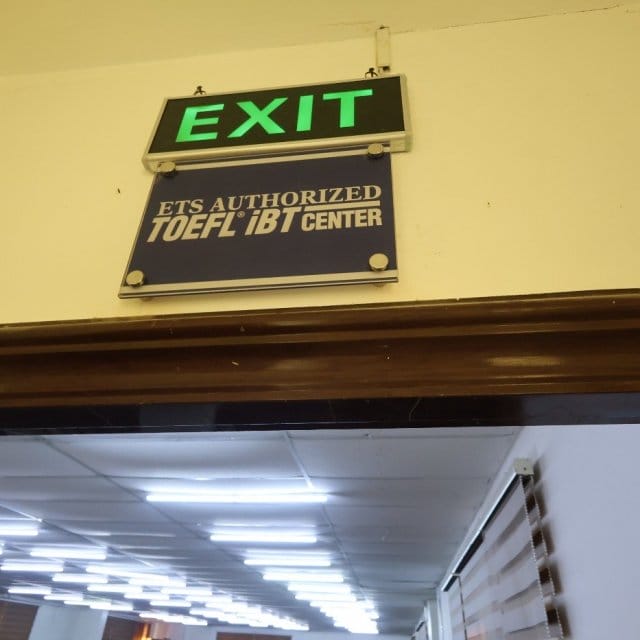 EXIT
ETS AUTHORIZED
TOEFL® iBT CENTER